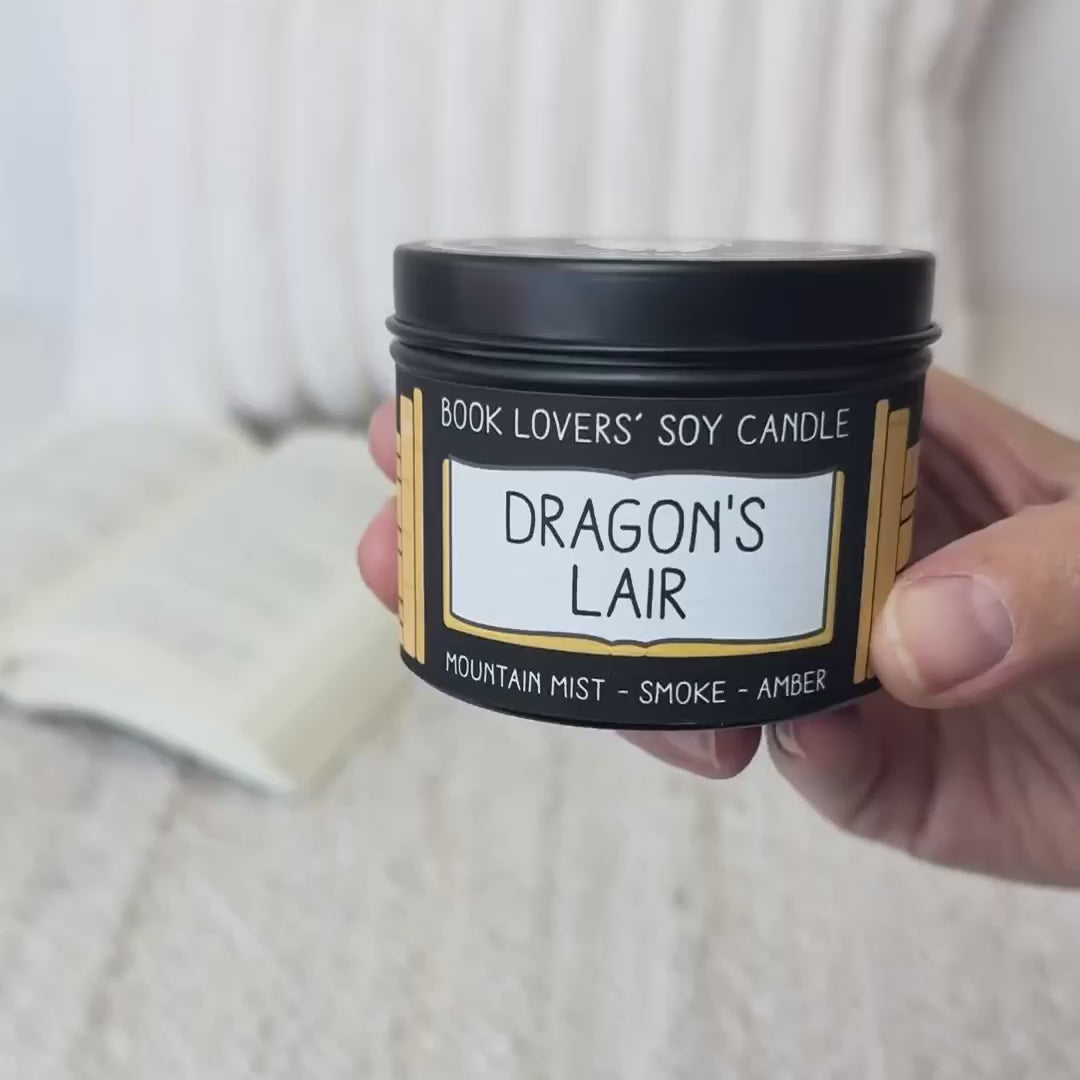 BOOK LOVERS´ SOY CANDLE
DRAGON'S
LAIR
MOUNTAIN MIST - SMOKE - AMBER